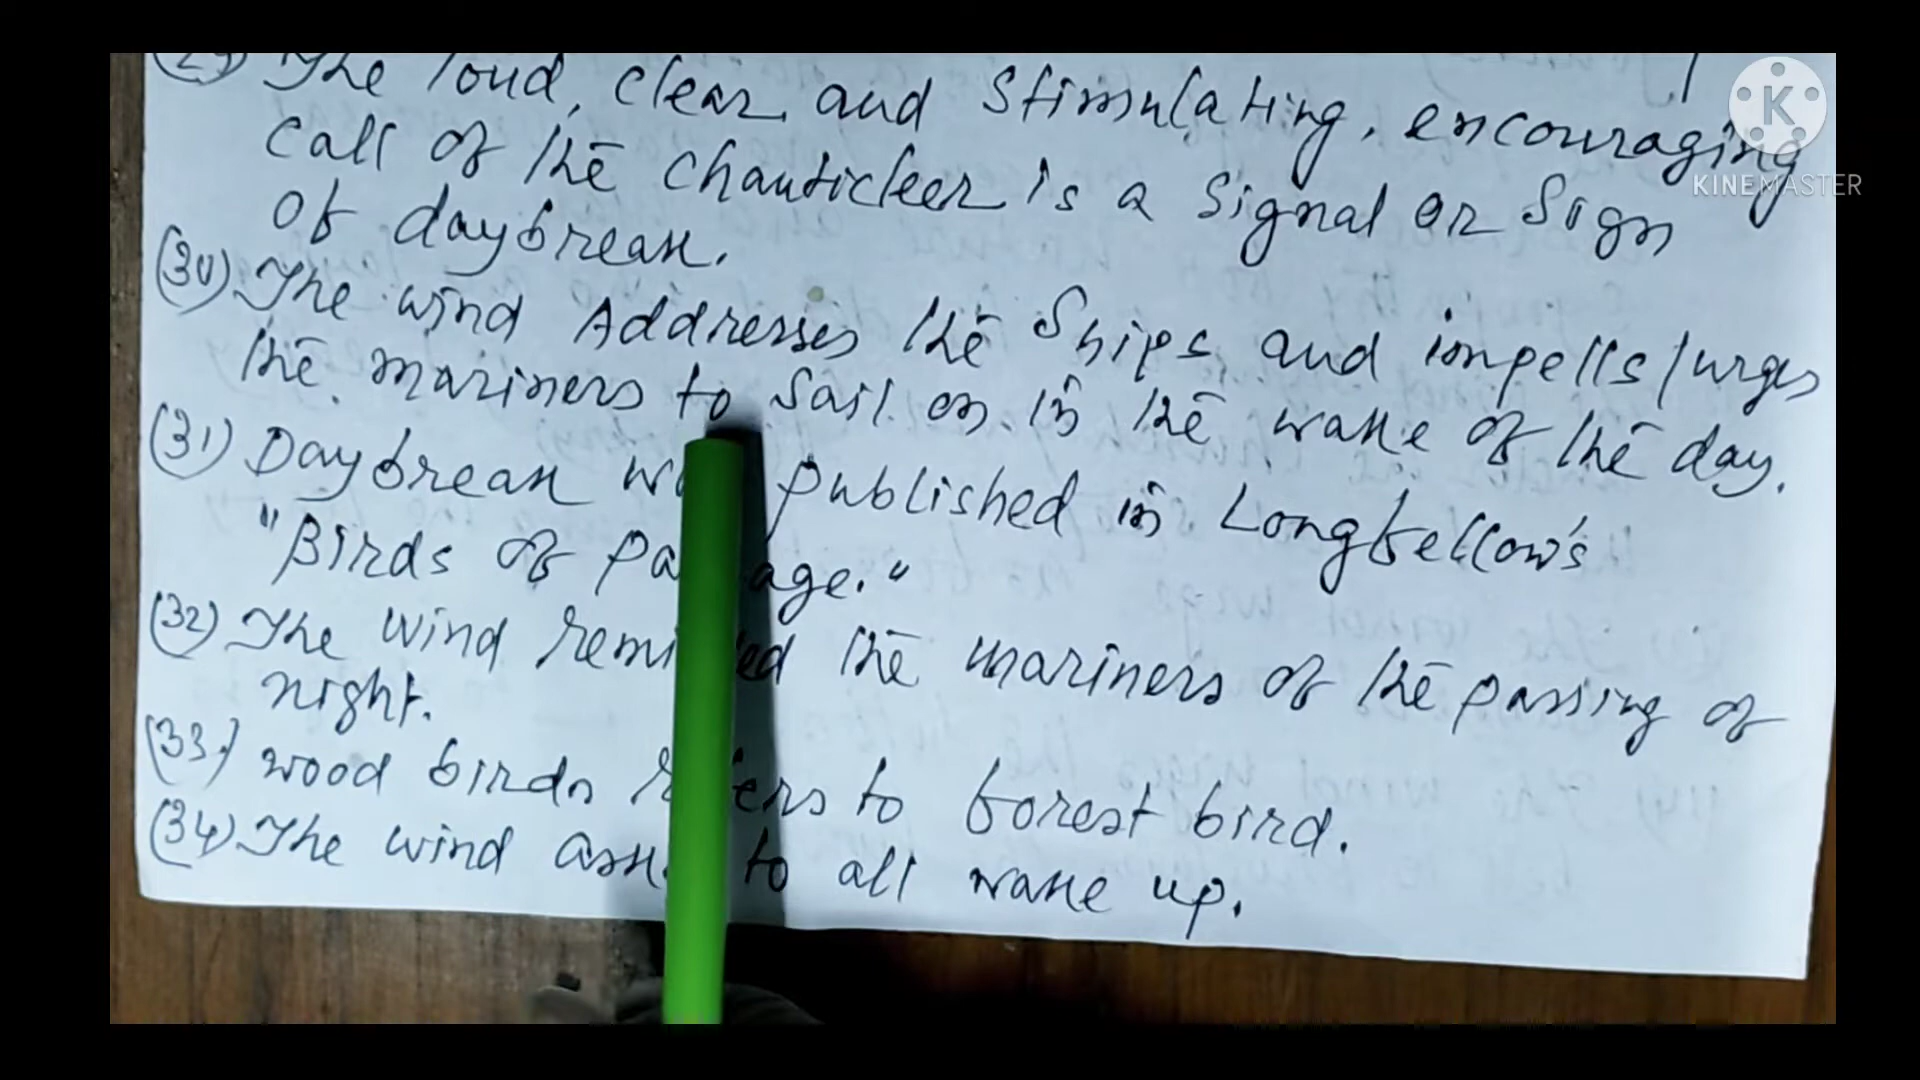 (29) The loud, clear and stimulating, encouraging
call of the chanticleer is a signal or sign
of daybreak.
(30) The wind Addresses the ships and impells/urges
the mariners to sail on in the wake of the day.
(31) Daybreak published in Longfellow's
"Birds of
(32) The wind the mariners of the passing of
night.
(33) wood birds to forest bird.
(34) The wind to all wake up.
K
KINEMASTER